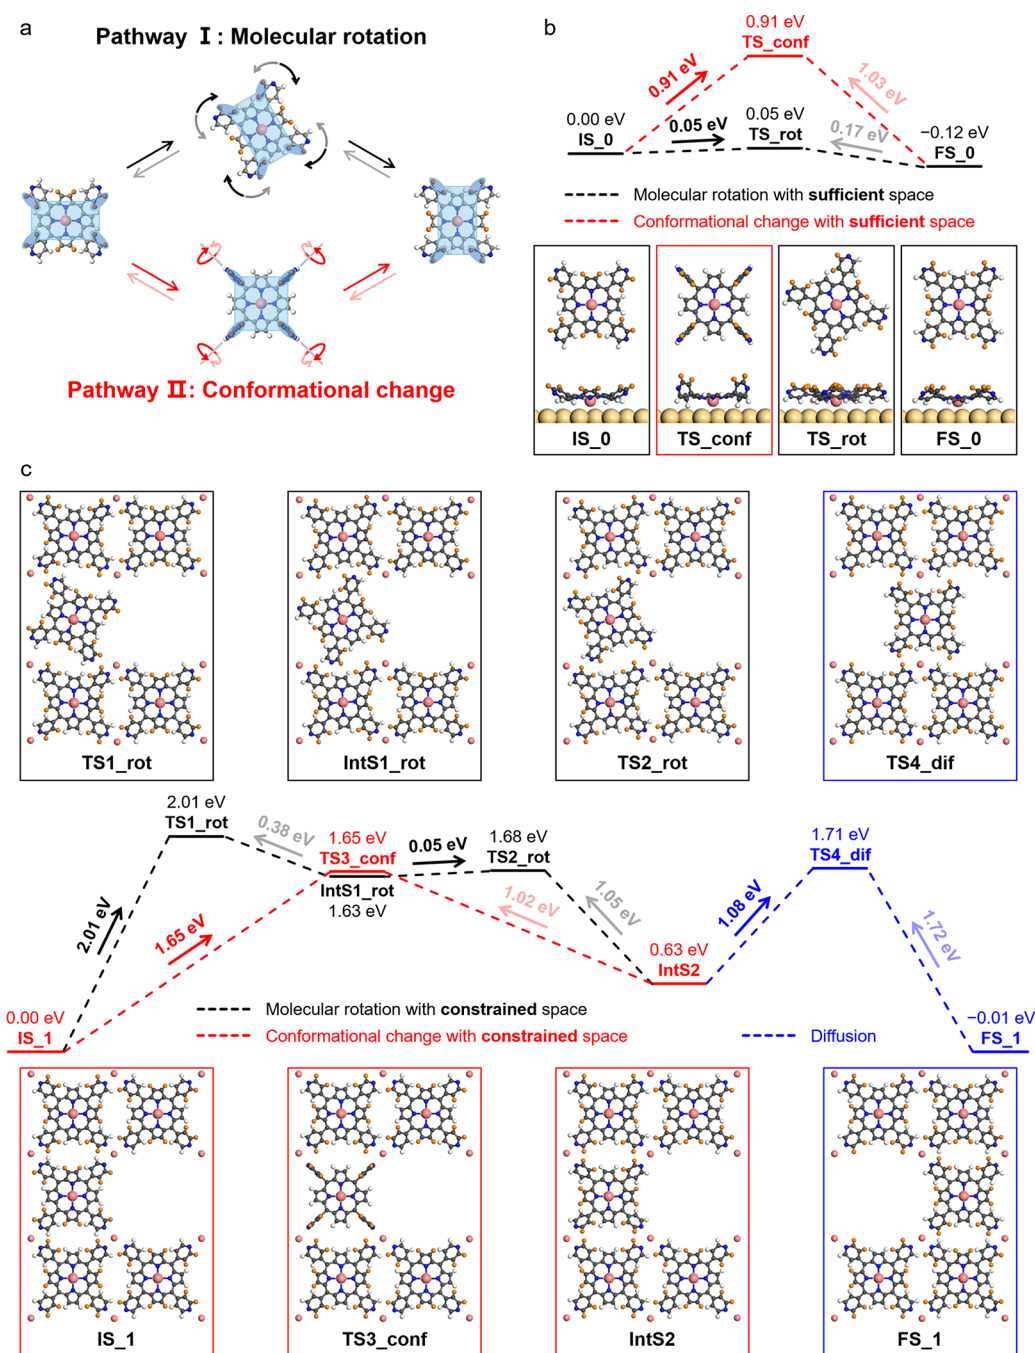 a
Pathway Ⅰ: Molecular rotation
Pathway Ⅱ: Conformational change
b
0.91 eV
TS_conf
0.91 eV
1.03 eV
0.00 eV
IS_0
0.05 eV
0.05 eV
TS_rot
0.17 eV
−0.12 eV
FS_0
Molecular rotation with sufficient space
Conformational change with sufficient space
IS_0
TS_conf
TS_rot
FS_0
c
TS1_rot
IntS1_rot
TS2_rot
TS4_dif
2.01 eV
TS1_rot
0.38 eV
1.65 eV
TS3_conf
0.05 eV
1.68 eV
TS2_rot
1.71 eV
TS4_dif
IntS1_rot
1.63 eV
2.01 eV
1.65 eV
1.02 eV
1.05 eV
1.08 eV
1.72 eV
0.63 eV
IntS2
0.00 eV
IS_1
−0.01 eV
FS_1
Molecular rotation with constrained space
Conformational change with constrained space
Diffusion
IS_1
TS3_conf
IntS2
FS_1